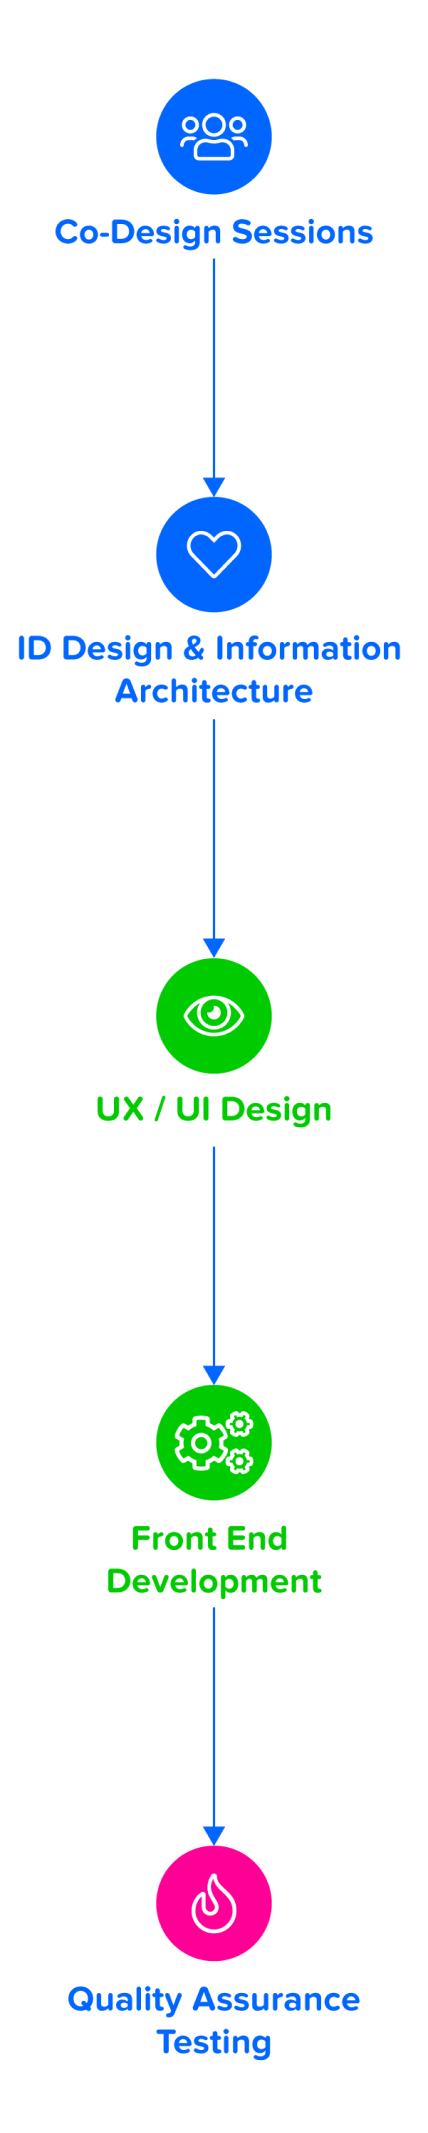 Co-Design Sessions
ID Design & Information
Architecture
UX / UI Design
Front End
Development
Quality Assurance
Testing